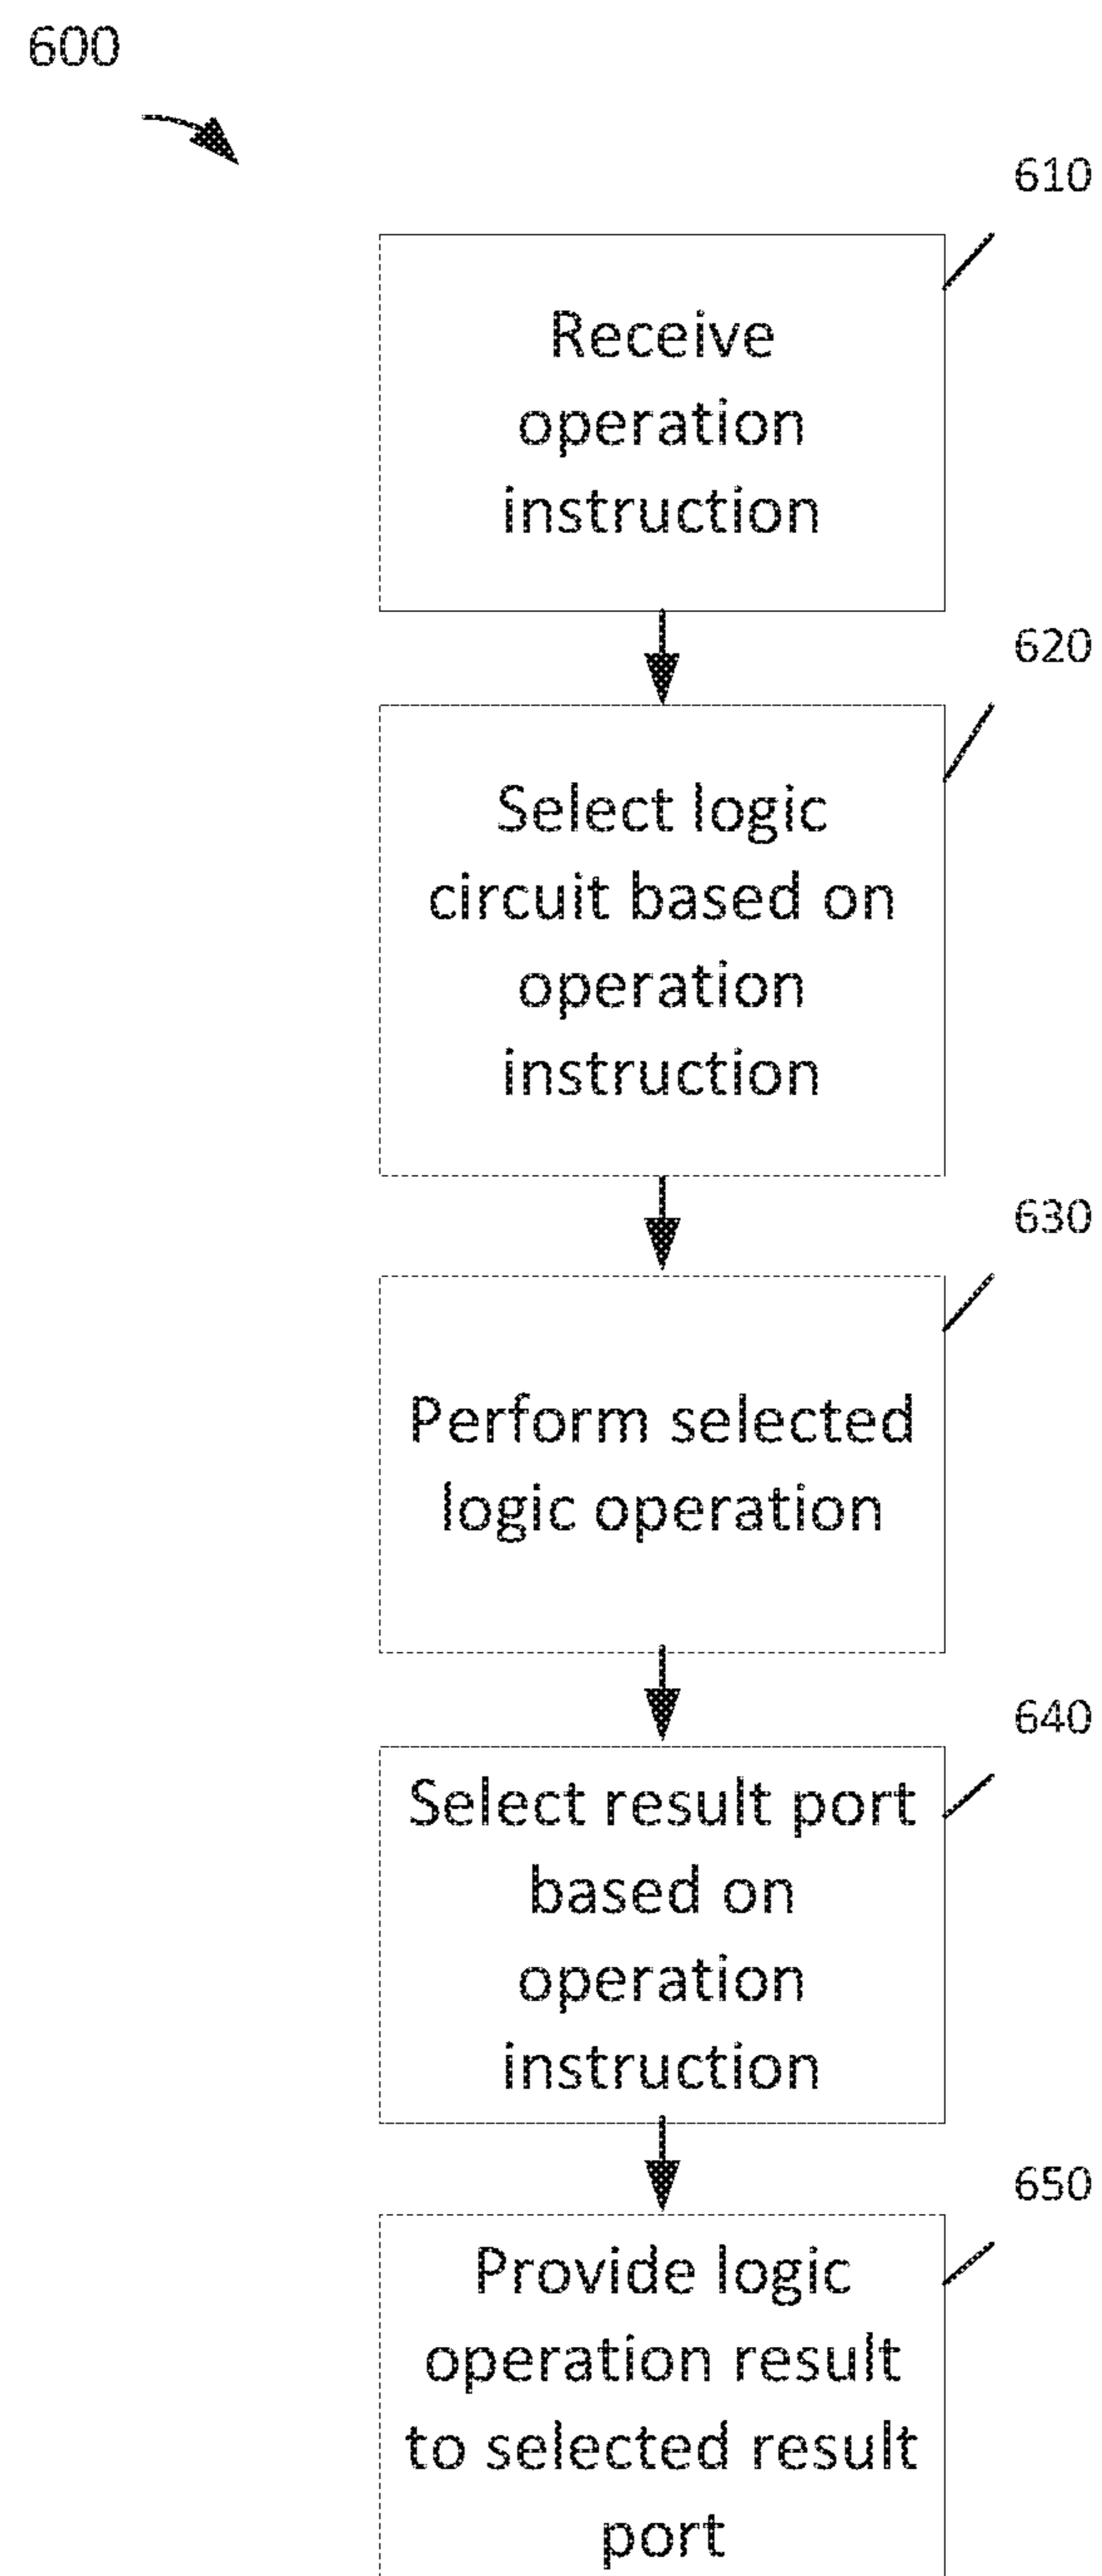 600
610
Receive
operation
instruction
620
Select logic
circuit based on
operation
instruction
630
Perform selected
logic operation
640
Select result port
based on
operation
instruction
650
Provide logic
operation result
to selected result
port